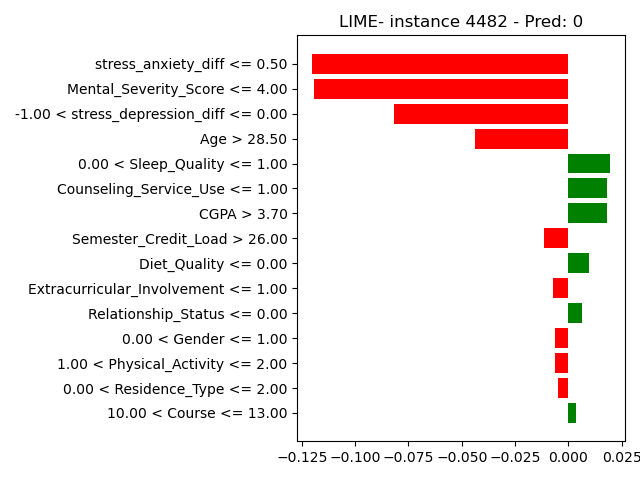 LIME- instance 4482 - Pred: 0
stress_anxiety_diff <= 0.50
Mental_Severity_Score <= 4.00
-1.00 < stress_depression_diff <= 0.00
Age > 28.50
0.00 < Sleep_Quality <= 1.00
Counseling_Service_Use <= 1.00
CGPA > 3.70
Semester_Credit_Load > 26.00
Diet_Quality <= 0.00
Extracurricular_Involvement <= 1.00
Relationship_Status <= 0.00
0.00 < Gender <= 1.00
1.00 < Physical_Activity <= 2.00
0.00 < Residence_Type <= 2.00
10.00 < Course <= 13.00
−0.125 −0.100 −0.075 −0.050 −0.025 0.000 0.025